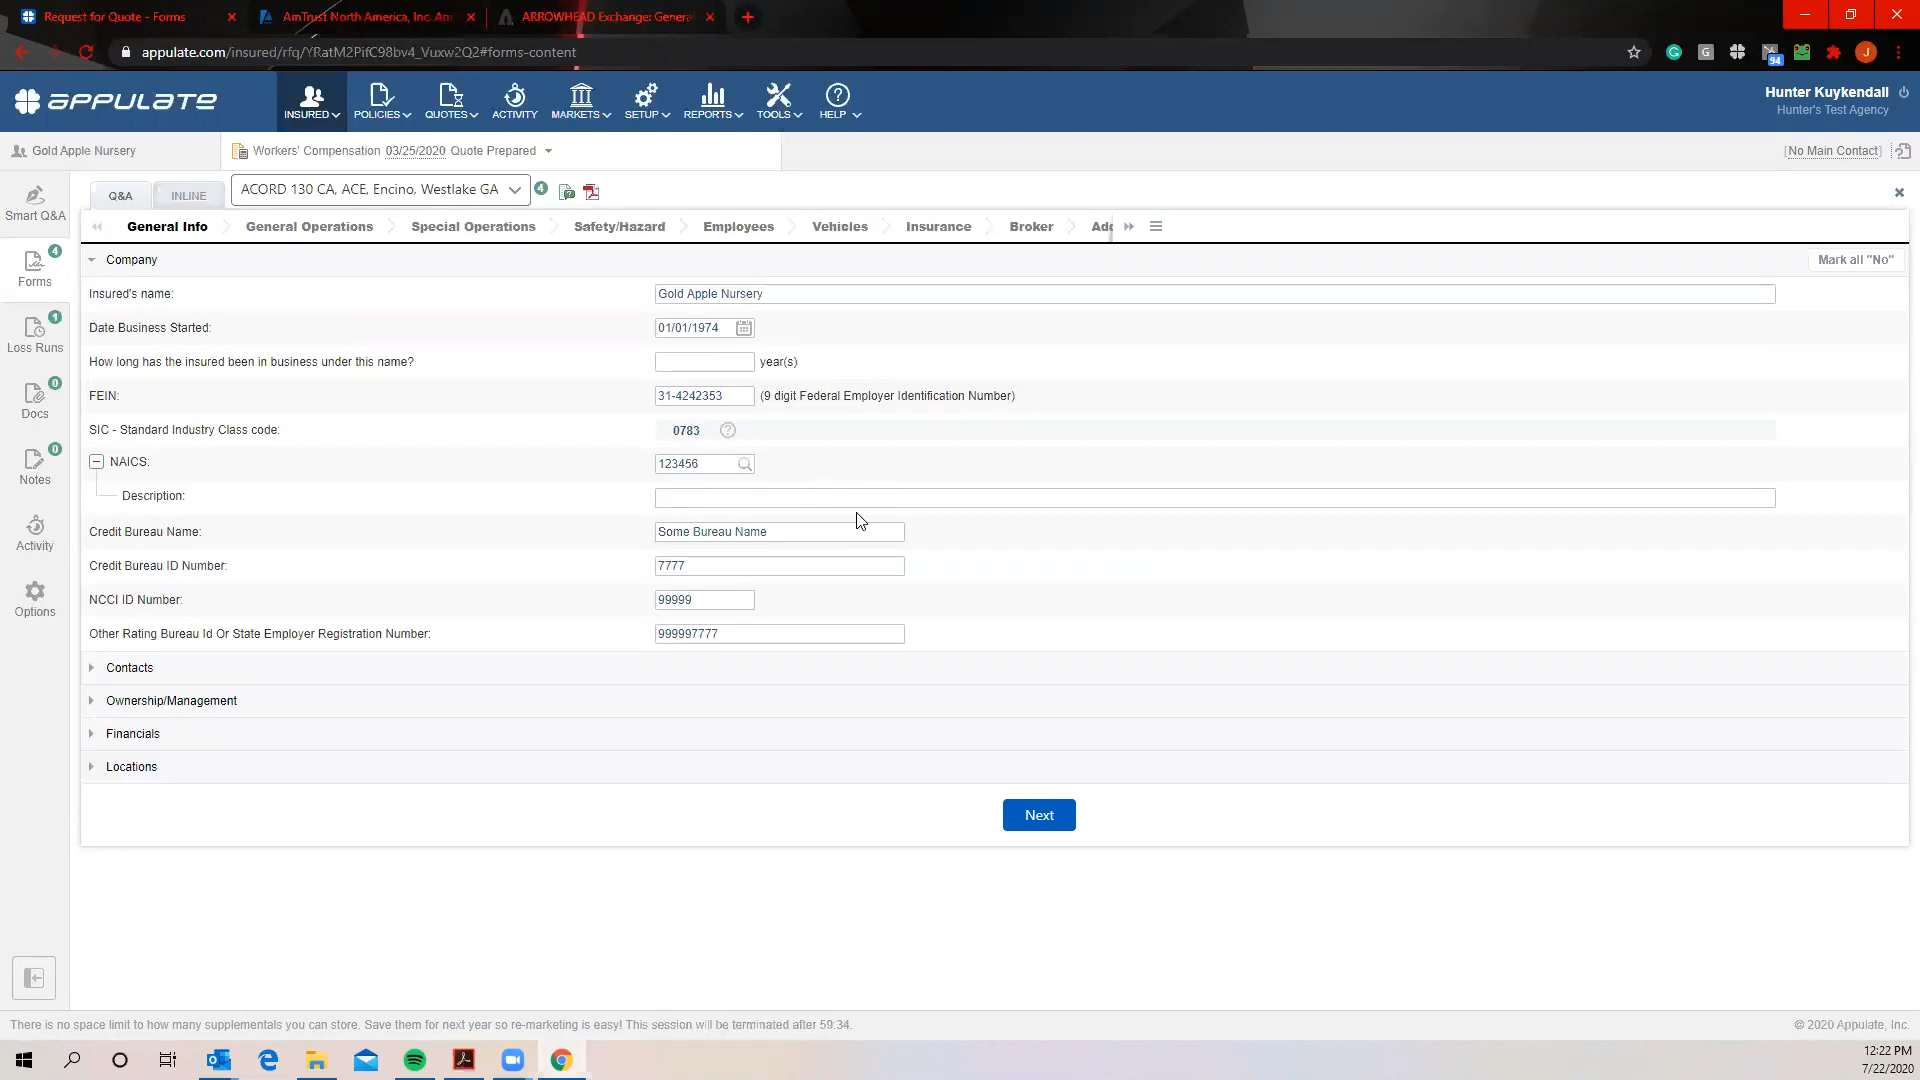 Request for Quote - Forms
AmTrust North America, Inc. Am
ARROWHEAD Exchange: General
appulate.com/insured/rfq/YRatM2PifC98bv4_Vuxw2Q2#forms-content
94
J
APPULATE
INSURED
POLICIES
QUOTES
ACTIVITY
MARKETS
SETUP
REPORTS
TOOLS
HELP
Hunter Kuykendall
Hunter's Test Agency
Gold Apple Nursery
Workers' Compensation 03/25/2020 Quote Prepared
[No Main Contact]
Smart Q&A
Forms
4
Loss Runs
1
Docs
0
Notes
0
Activity
Options
Q&A
INLINE
ACORD 130 CA, ACE, Encino, Westlake GA
4
General Info
General Operations
Special Operations
Safety/Hazard
Employees
Vehicles
Insurance
Broker
Add
Company
Mark all "No"
Insured's name:
Gold Apple Nursery
Date Business Started:
01/01/1974
How long has the insured been in business under this name?
year(s)
FEIN:
31-4242353
(9 digit Federal Employer Identification Number)
SIC - Standard Industry Class code:
0783
NAICS:
123456
Description:
Credit Bureau Name:
Some Bureau Name
Credit Bureau ID Number:
7777
NCCI ID Number:
99999
Other Rating Bureau Id Or State Employer Registration Number:
999997777
Contacts
Ownership/Management
Financials
Locations
Next
There is no space limit to how many supplementals you can store. Save them for next year so re-marketing is easy! This session will be terminated after 59:34.
© 2020 Appulate, Inc.
12:22 PM
7/22/2020